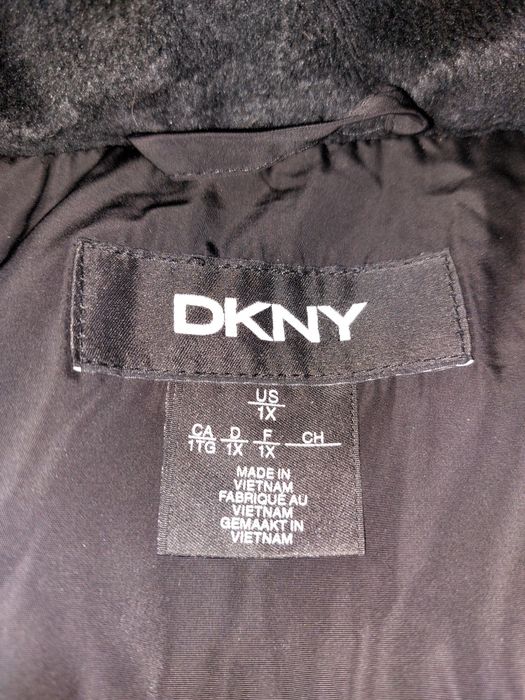 DKNY
US
1X
CA D F CH
1TG 1X 1X
MADE IN
VIETNAM
FABRIQUÉ AU
VIETNAM
GEMAAKT IN
VIETNAM